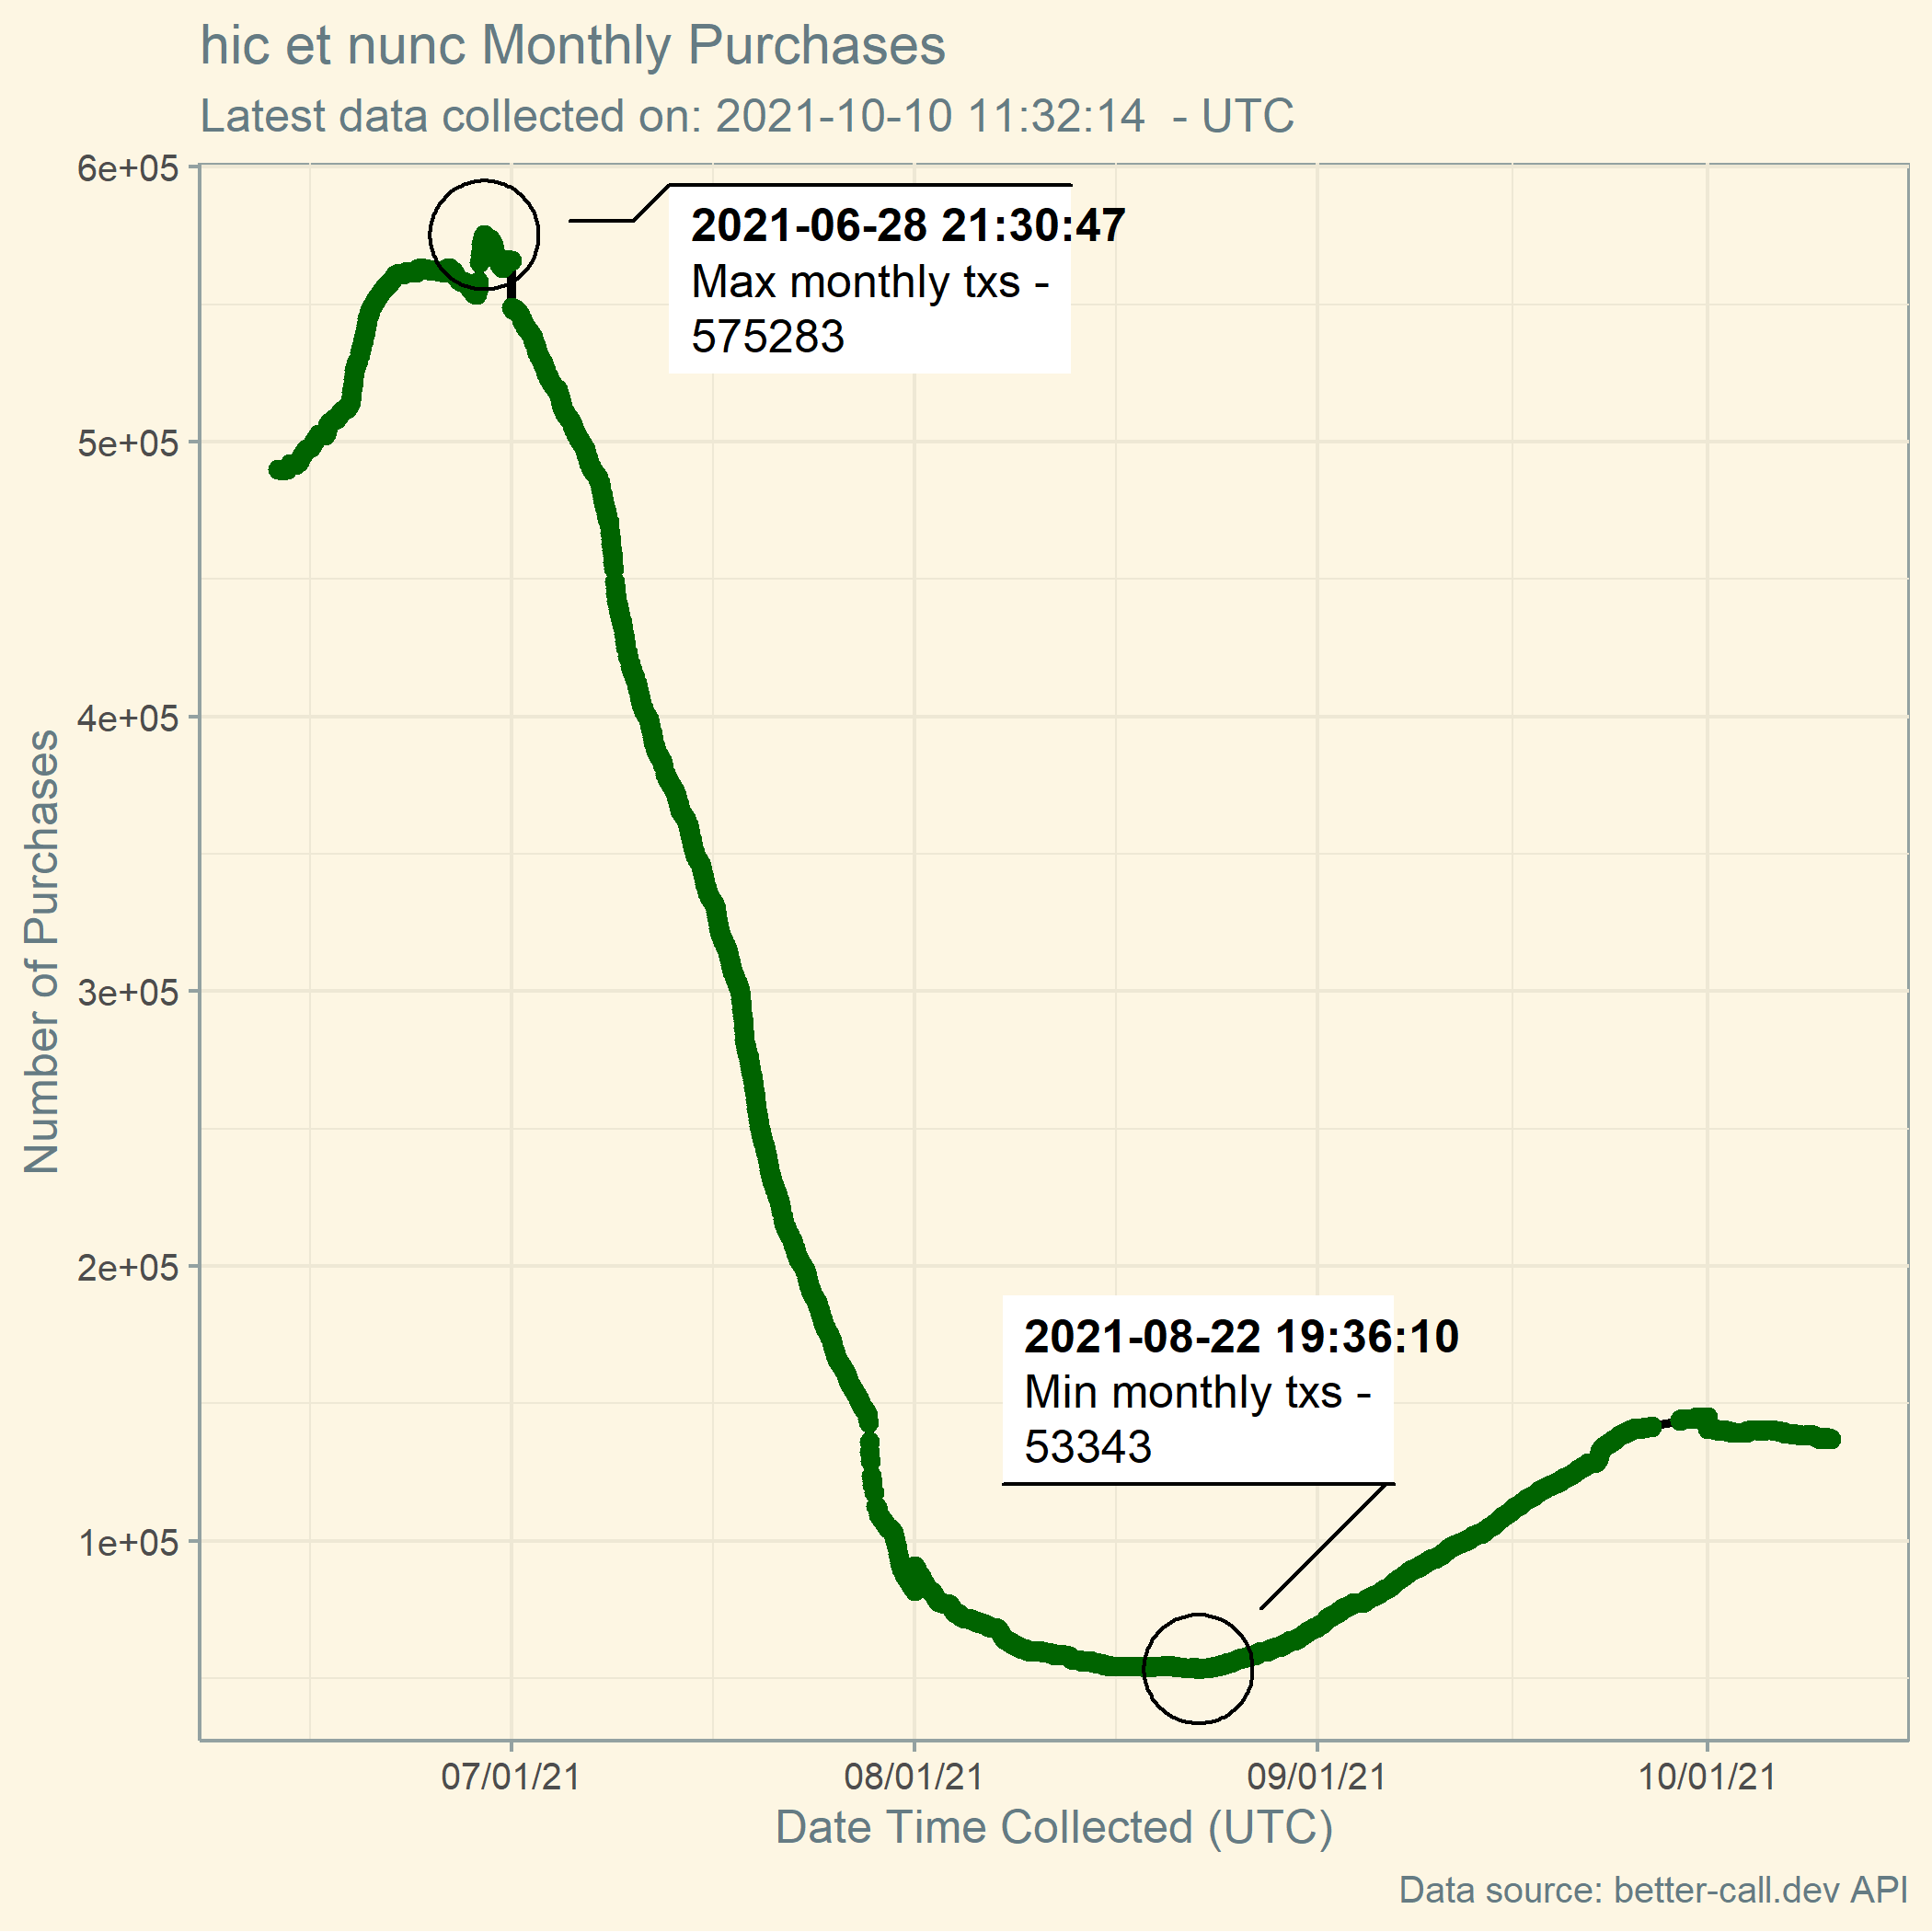 hic et nunc Monthly Purchases
Latest data collected on: 2021-10-10 11:32:14  - UTC
6e+05
5e+05
4e+05
3e+05
2e+05
1e+05
Number of Purchases
2021-06-28 21:30:47
Max monthly txs -
575283
2021-08-22 19:36:10
Min monthly txs -
53343
07/01/21
08/01/21
09/01/21
10/01/21
Date Time Collected (UTC)
Data source: better-call.dev API